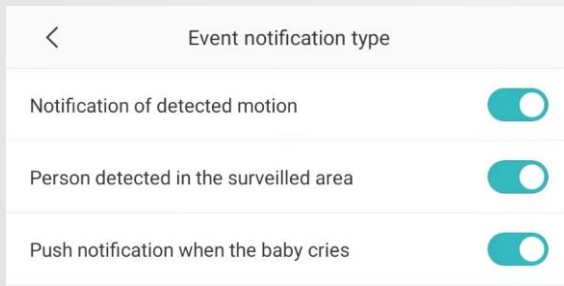 Event notification type
Notification of detected motion
Person detected in the surveilled area
Push notification when the baby cries